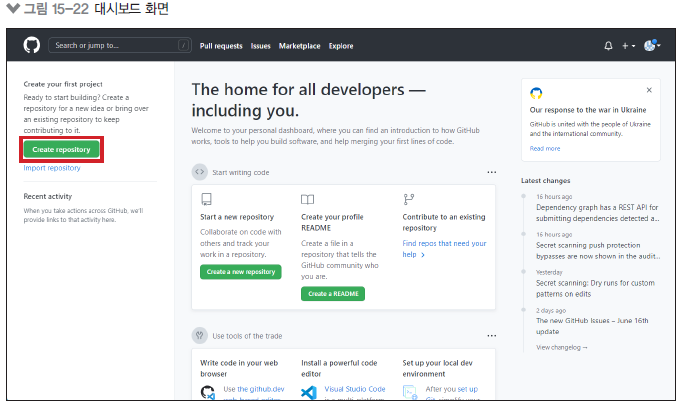 그림 15-22 대시보드 화면
Search or jump to... /
Pull requests Issues Marketplace Explore
Create your first project
Ready to start building? Create a
repository for a new idea or bring over
an existing repository to keep
contributing to it.
Create repository
Import repository
Recent activity
When you take actions across GitHub, we'll
provide links to that activity here.
The home for all developers —
including you.
Welcome to your personal dashboard, where you can find an introduction to how GitHub
works, tools to help you build software, and help merging your first lines of code.
Start writing code
Start a new repository
Collaborate on code with
others and track your
work in a repository.
Create a new repository
Create your profile
README
Create a file in a
repository that tells the
GitHub community who
you are.
Create a README
Contribute to an existing
repository
Find repos that need your
help
Use tools of the trade
Write code in your web
browser
Use the github.dev
Install a powerful code
editor
Visual Studio Code
Set up your local dev
environment
After you set up
Our response to the war in Ukraine
GitHub is united with the people of Ukraine
and the international community.
Read more
Latest changes
16 hours ago
Dependency graph has a REST API for
submitting dependencies detected a...
16 hours ago
Secret scanning push protection
bypasses are now shown in the audit...
Yesterday
Secret scanning: Dry runs for custom
patterns on edits
2 days ago
The new GitHub Issues – June 16th
update
View changelog →